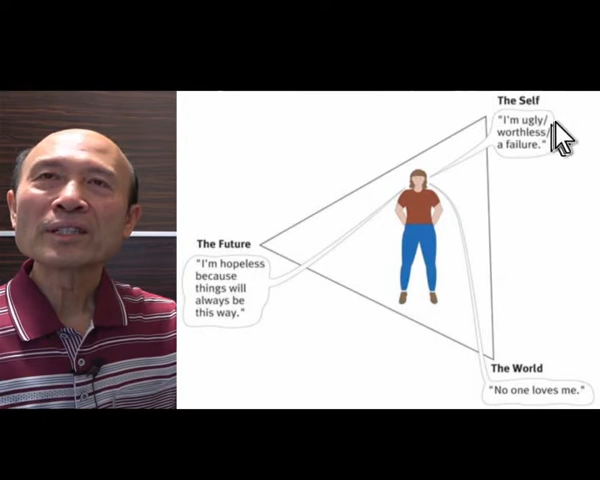 The Self
"I'm ugly/
worthless/
a failure."
The Future
"I'm hopeless
because
things will
always be
this way."
The World
"No one loves me."